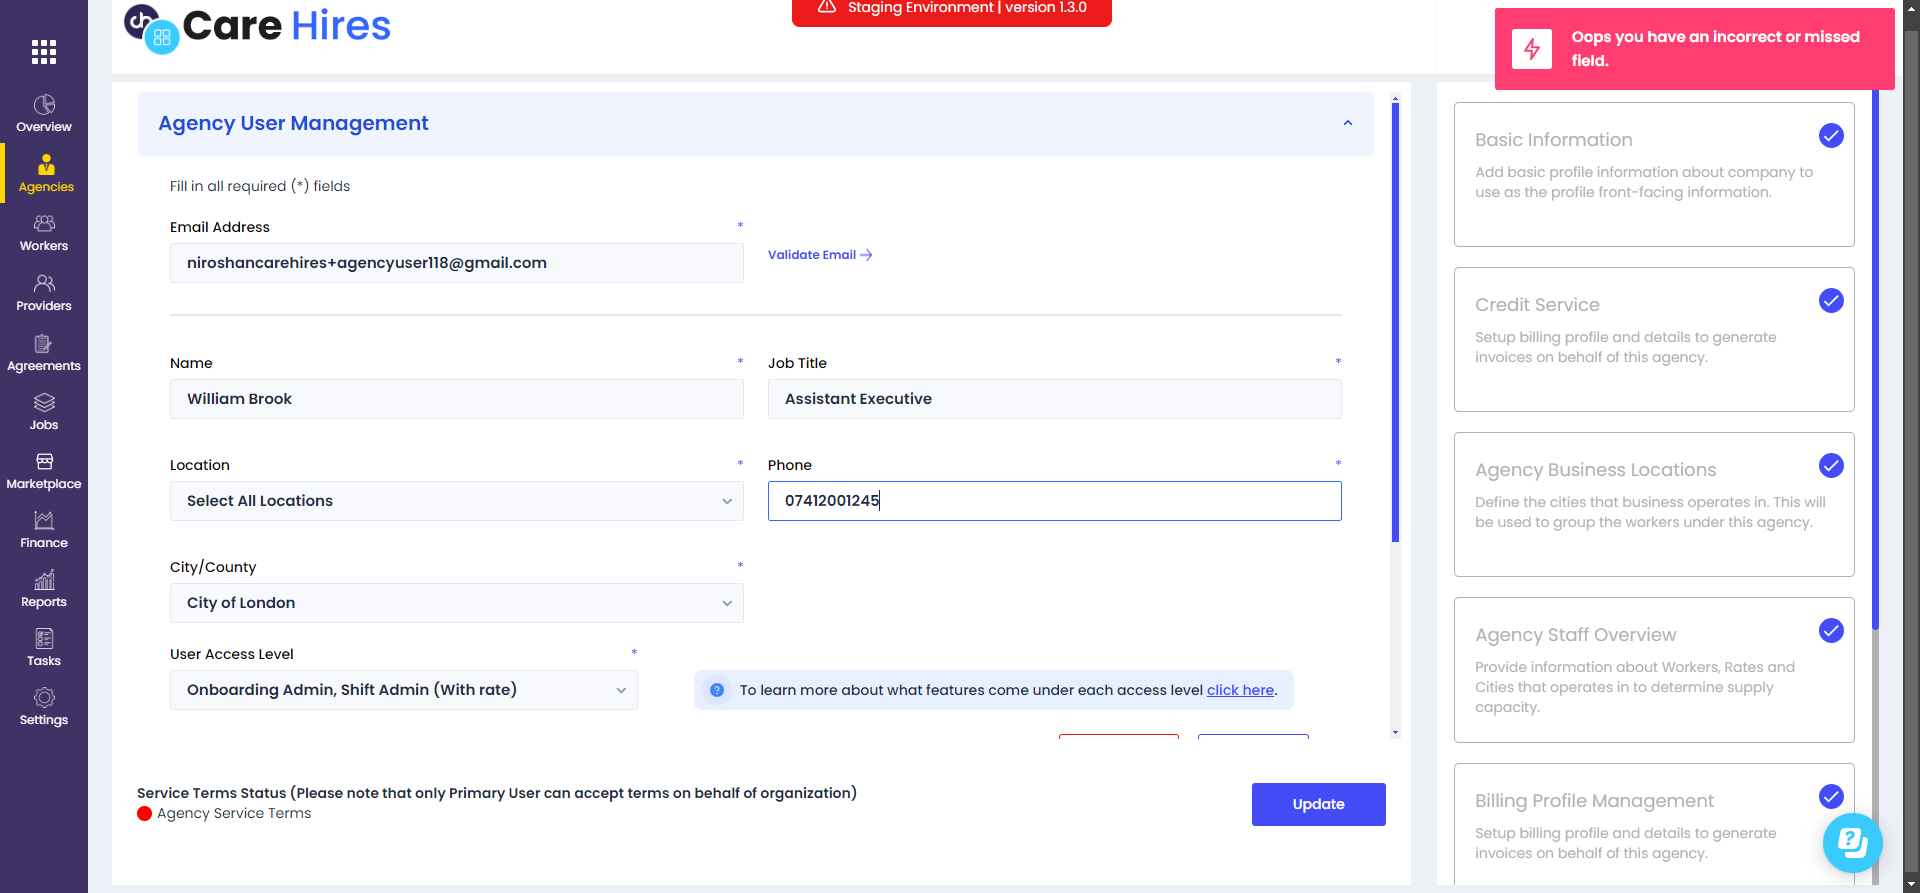 Care Hires
Staging Environment | version 1.3.0
Oops you have an incorrect or missed
field.
Overview
Agencies
Workers
Providers
Agreements
Jobs
Marketplace
Finance
Reports
Tasks
Settings
Agency User Management
Fill in all required (*) fields
Email Address *
niroshancarehires+agencyuser118@gmail.com
Validate Email
Name *
William Brook
Job Title *
Assistant Executive
Location *
Select All Locations
Phone *
07412001245
City/County *
City of London
User Access Level *
Onboarding Admin, Shift Admin (With rate)
To learn more about what features come under each access level click here.
Service Terms Status (Please note that only Primary User can accept terms on behalf of organization)
Agency Service Terms
Update
Basic Information
Add basic profile information about company to
use as the profile front-facing information.
Credit Service
Setup billing profile and details to generate
invoices on behalf of this agency.
Agency Business Locations
Define the cities that business operates in. This will
be used to group the workers under this agency.
Agency Staff Overview
Provide information about Workers, Rates and
Cities that operates in to determine supply
capacity.
Billing Profile Management
Setup billing profile and details to generate
invoices on behalf of this agency.